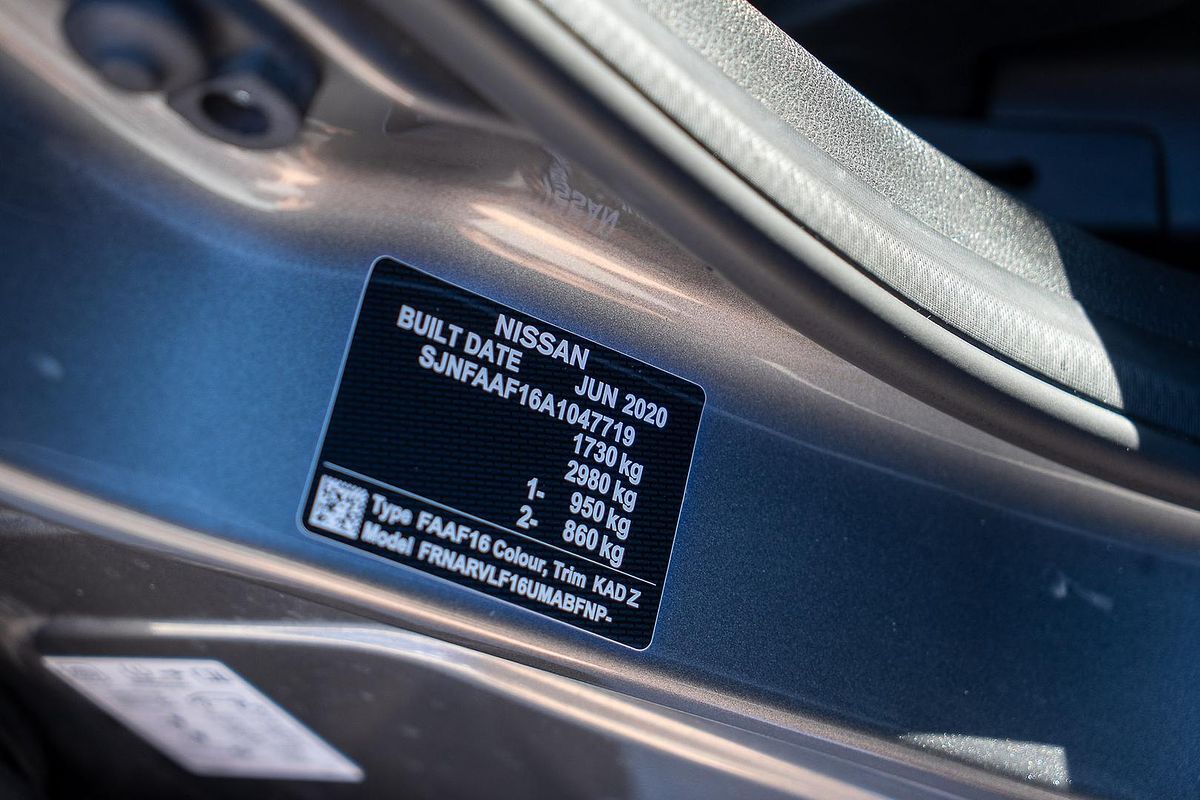 NISSAN
BUILT DATE JUN 2020
SJNFAAF16A1047719
1730 kg
2980 kg
1- 950 kg
2- 860 kg
Type FAAF16 Colour, Trim KAD Z
Model FRNARVLF16UMABFNP-